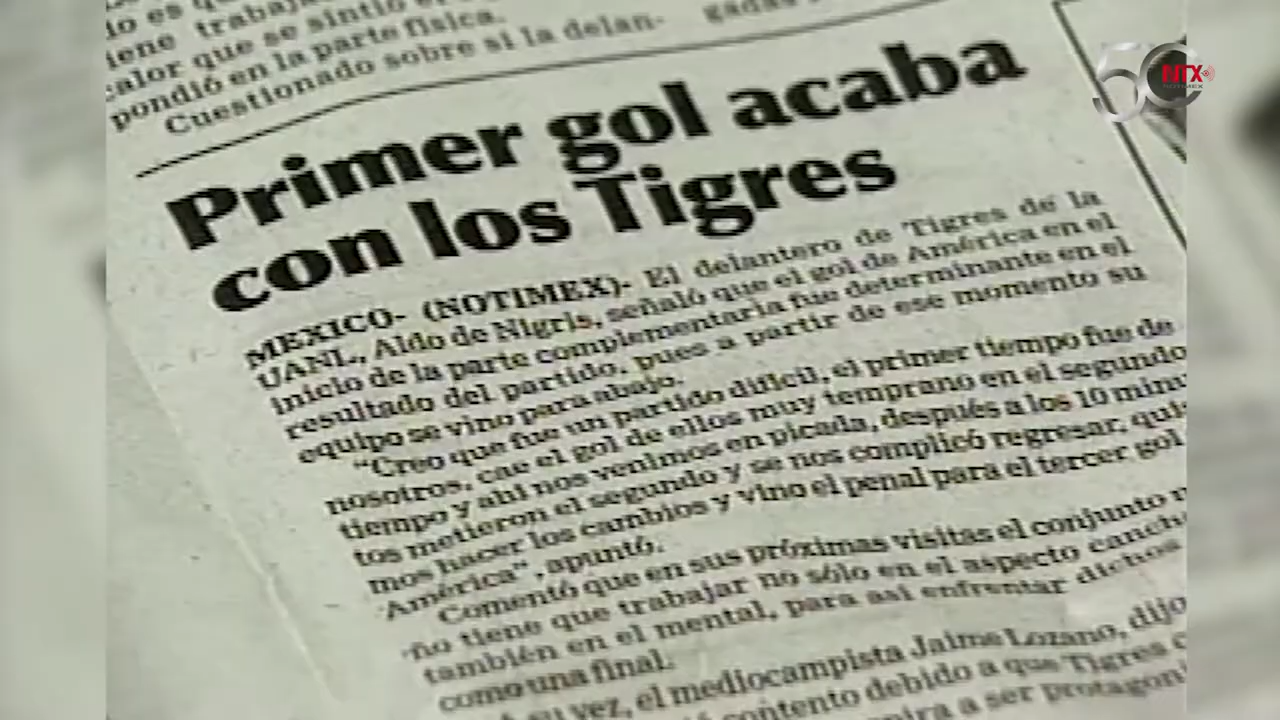 calor que se sintió
pondió en la parte física.
Cuestionado sobre si la delan-
50
NTX
NOTIMEX
Primer gol acaba
con los Tigres
MEXICO- (NOTIMEX)- El delantero de Tigres de la
UANL, Aldo de Nigris, señaló que el gol de América en el
inicio de la parte complementaria fue determinante en el
resultado del partido, pues a partir de ese momento su
equipo se vino para abajo.
"Creo que fue un partido difícil, el primer tiempo fue de
nosotros, cae el gol de ellos muy temprano en el segundo
tiempo y ahí nos venimos en picada, después a los 10 minu
tos metieron el segundo y se nos complicó regresar, qui
mos hacer los cambios y vino el penal para el tercer gol
América", apuntó.
Comentó que en sus próximas visitas el conjunto
ño tiene que trabajar no sólo en el aspecto canch
también en el mental, para así enfrentar dichos
como una final.
su vez, el mediocampista Jaime Lozano, dijo
contento debido a que Tigres
a ser protagoni